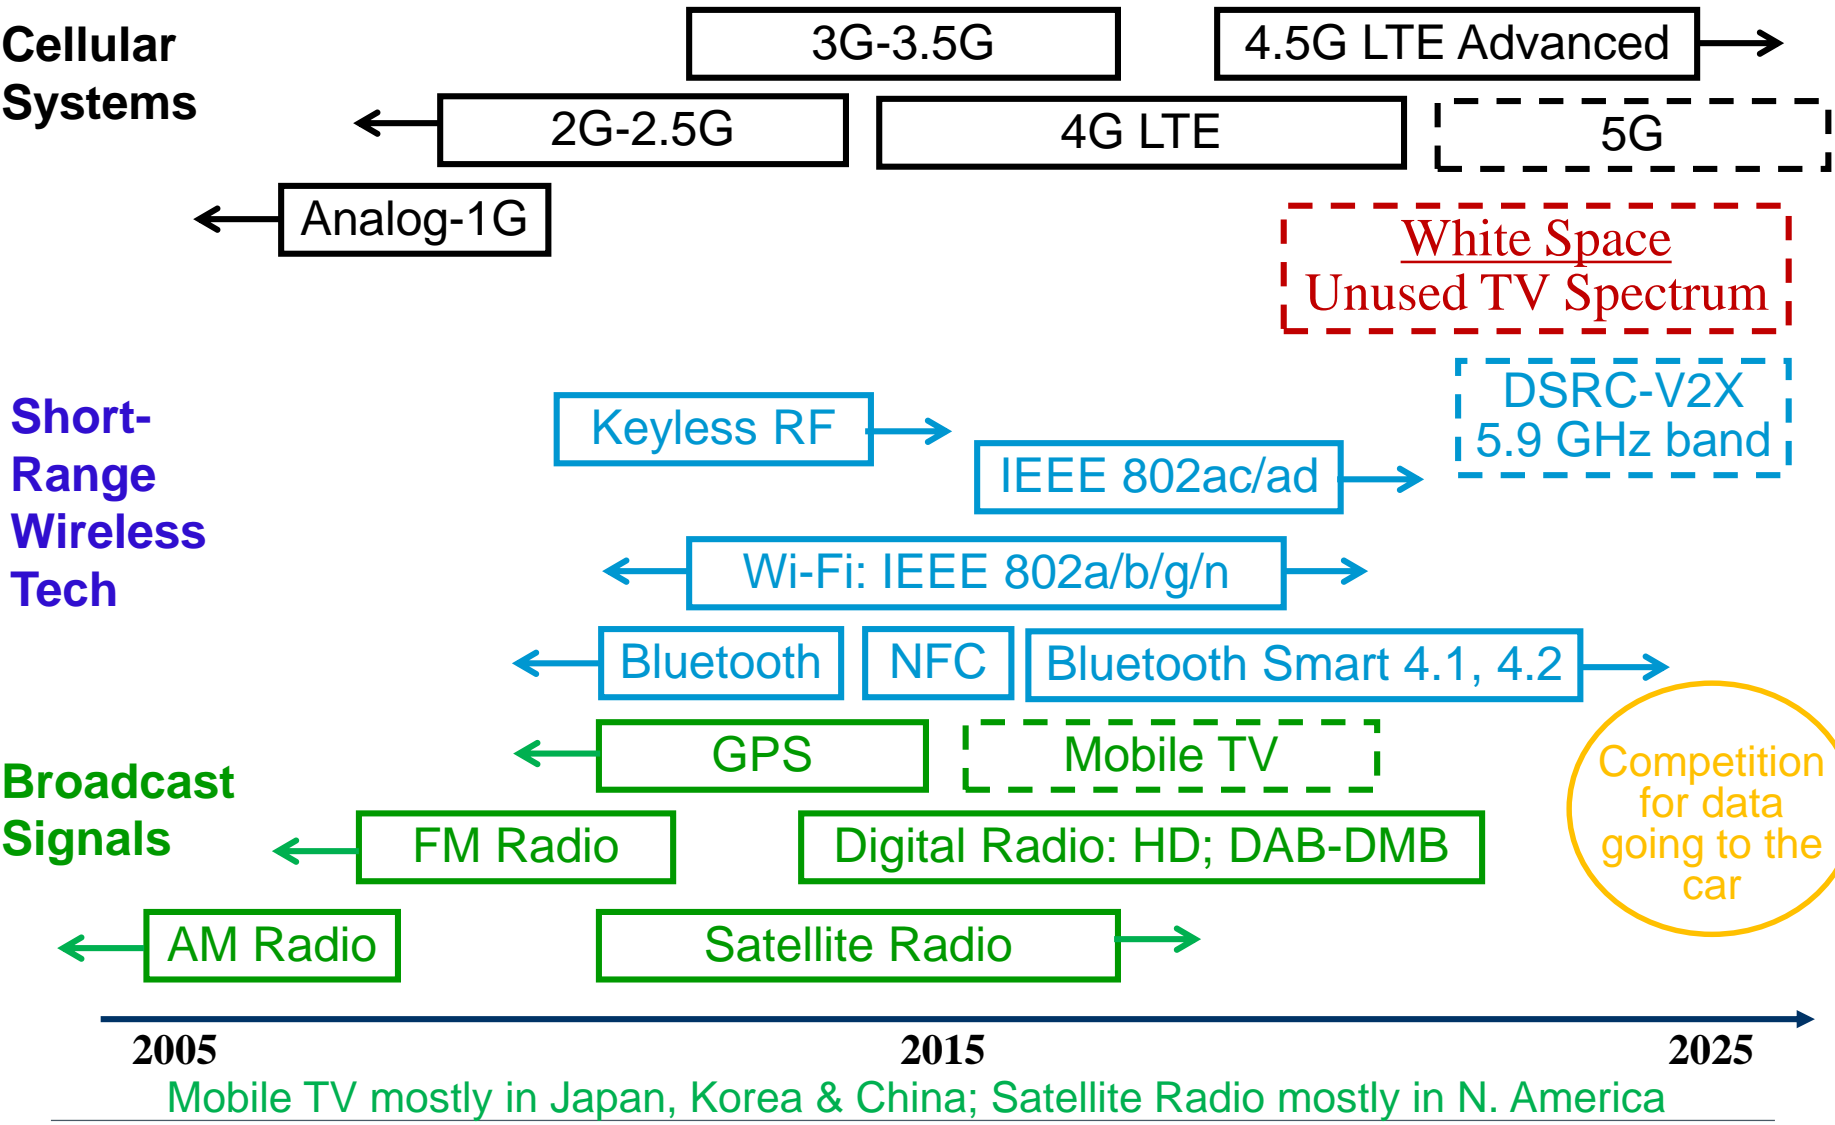 Cellular
Systems
3G-3.5G
4.5G LTE Advanced
2G-2.5G
4G LTE
5G
Analog-1G
White Space
Unused TV Spectrum
Short-
Range
Wireless
Tech
DSRC-V2X
5.9 GHz band
Keyless RF
IEEE 802ac/ad
Wi-Fi: IEEE 802a/b/g/n
Bluetooth
NFC
Bluetooth Smart 4.1, 4.2
Broadcast
Signals
GPS
Mobile TV
FM Radio
Digital Radio: HD; DAB-DMB
AM Radio
Satellite Radio
Competition
for data
going to the
car
2005
2015
2025
Mobile TV mostly in Japan, Korea & China; Satellite Radio mostly in N. America